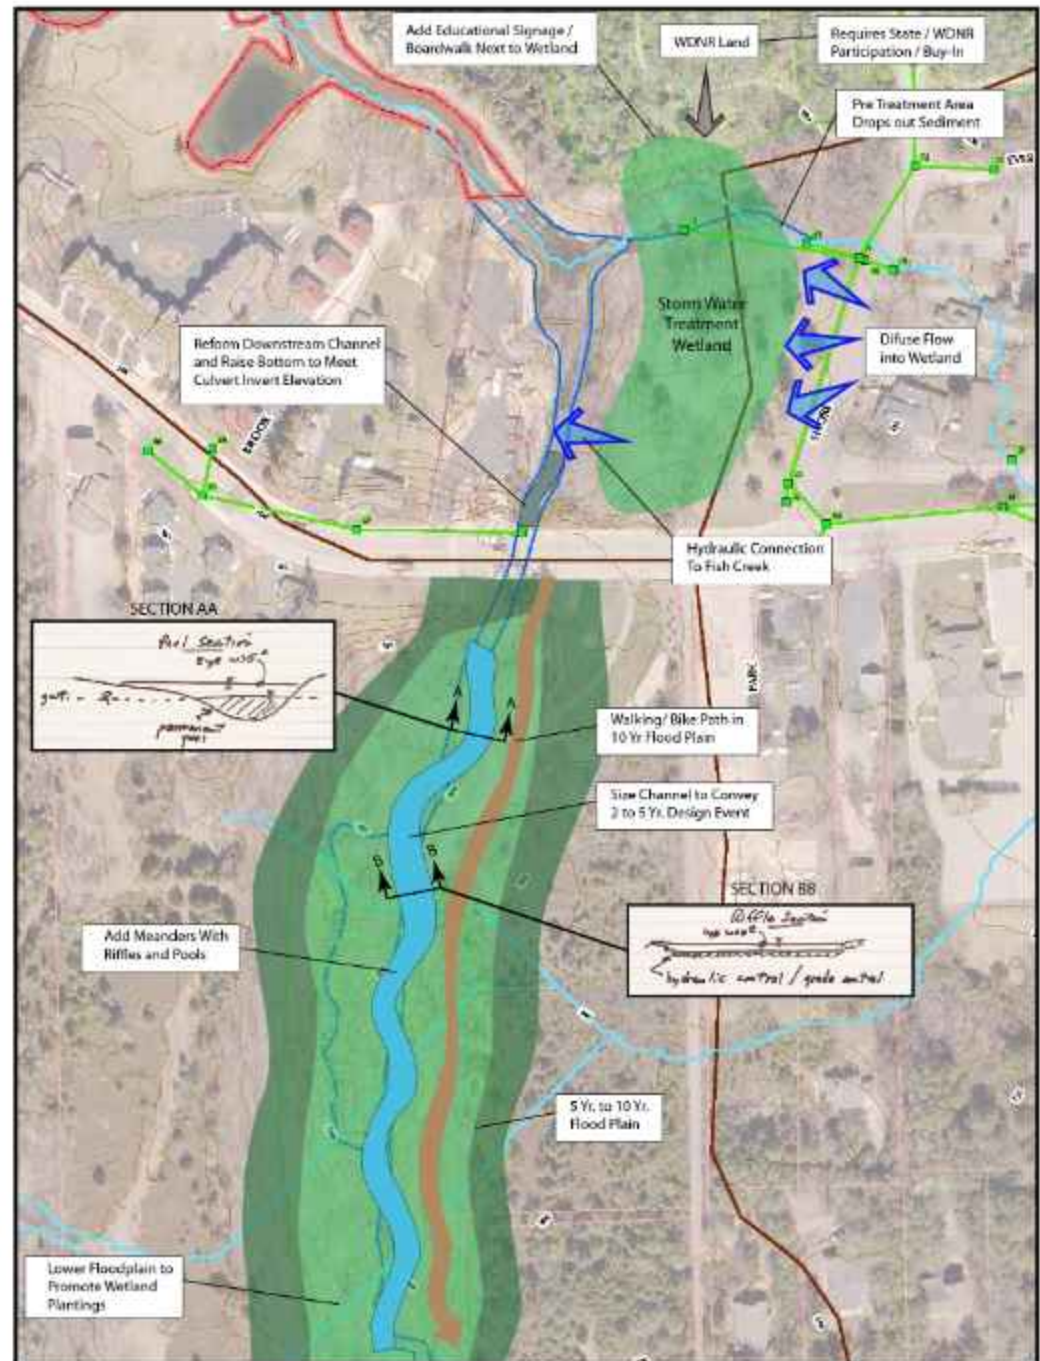 Add Educational Signage /
Boardwalk Next to Wetland
WDNR Land
Requires State / WDNR
Participation / Buy-In
Pre Treatment Area
Drops out Sediment
Storm Water
Treatment
Wetland
Reform Downstream Channel
and Raise Bottom to Meet
Culvert Invert Elevation
Difuse Flow
into Wetland
BROOK
Hydraulic Connection
To Fish Creek
SECTION AA
Pool Section
permanent
pool
PARK
A
A
Walking/ Bike Path in
10 Yr Flood Plain
Size Channel to Convey
2 to 5 Yr. Design Event
B
B
SECTION BB
Riffle Section
hydraulic control / grade control
Add Meanders With
Riffles and Pools
5 Yr. to 10 Yr.
Flood Plain
Lower Floodplain to
Promote Wetland
Plantings